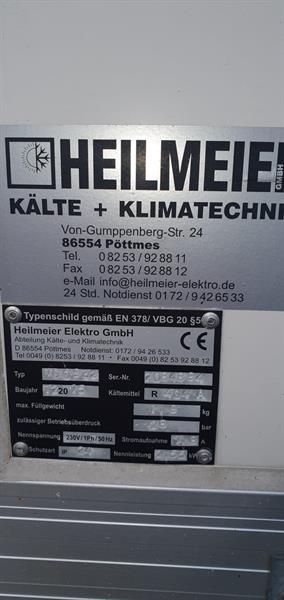 HEILMEIER GMBH
KÄLTE + KLIMATECHNI
Von-Gumppenberg-Str. 24
86554 Pöttmes
Tel. 0 82 53 / 92 88 11
Fax 0 82 53 / 92 88 12
e-Mail info@heilmeier-elektro.de
24 Std. Notdienst 0172 / 9 42 65 33
Typenschild gemäß EN 378/ VBG 20 §5
Heilmeier Elektro GmbH
Abteilung Kälte- und Klimatechnik
D 86554 Pöttmes Notdienst: 0172 / 94 26 533
Tel 0049 (0) 8253 / 92 88 11 • Fax 0049 (0) 82 53 92 88 12
CE
Typ Ser.-Nr.
Baujahr Kältemittel R
max. Füllgewicht kg
zulässiger Betriebsüberdruck bar
Nennspannung 230V/1Ph/50Hz Stromaufnahme A
Schutzart IP Nennleistung